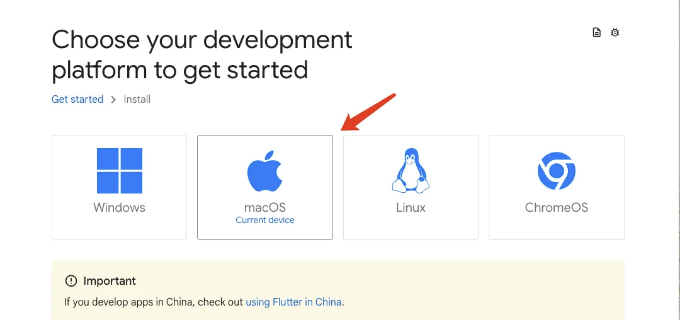 Choose your development
platform to get started
Get started > Install
Windows
macOS
Current device
Linux
ChromeOS
Important
If you develop apps in China, check out using Flutter in China.